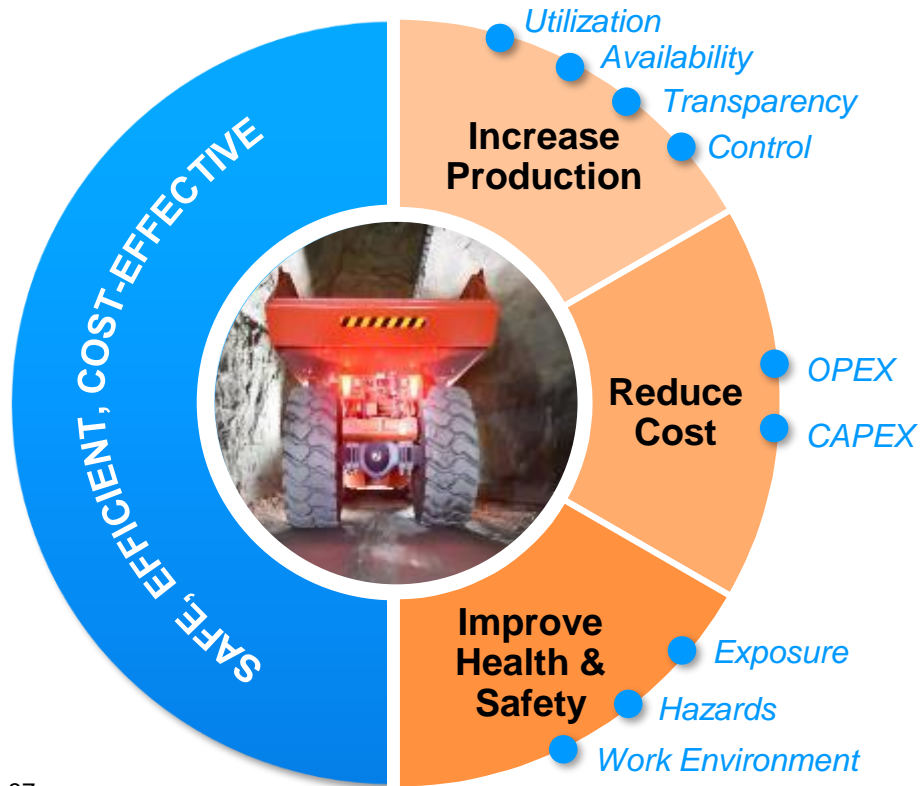 Utilization
Availability
Transparency
Control
Increase
Production
SAFE, EFFICIENT, COST-EFFECTIVE
Reduce
Cost
OPEX
CAPEX
Improve
Health &
Safety
Exposure
Hazards
Work Environment